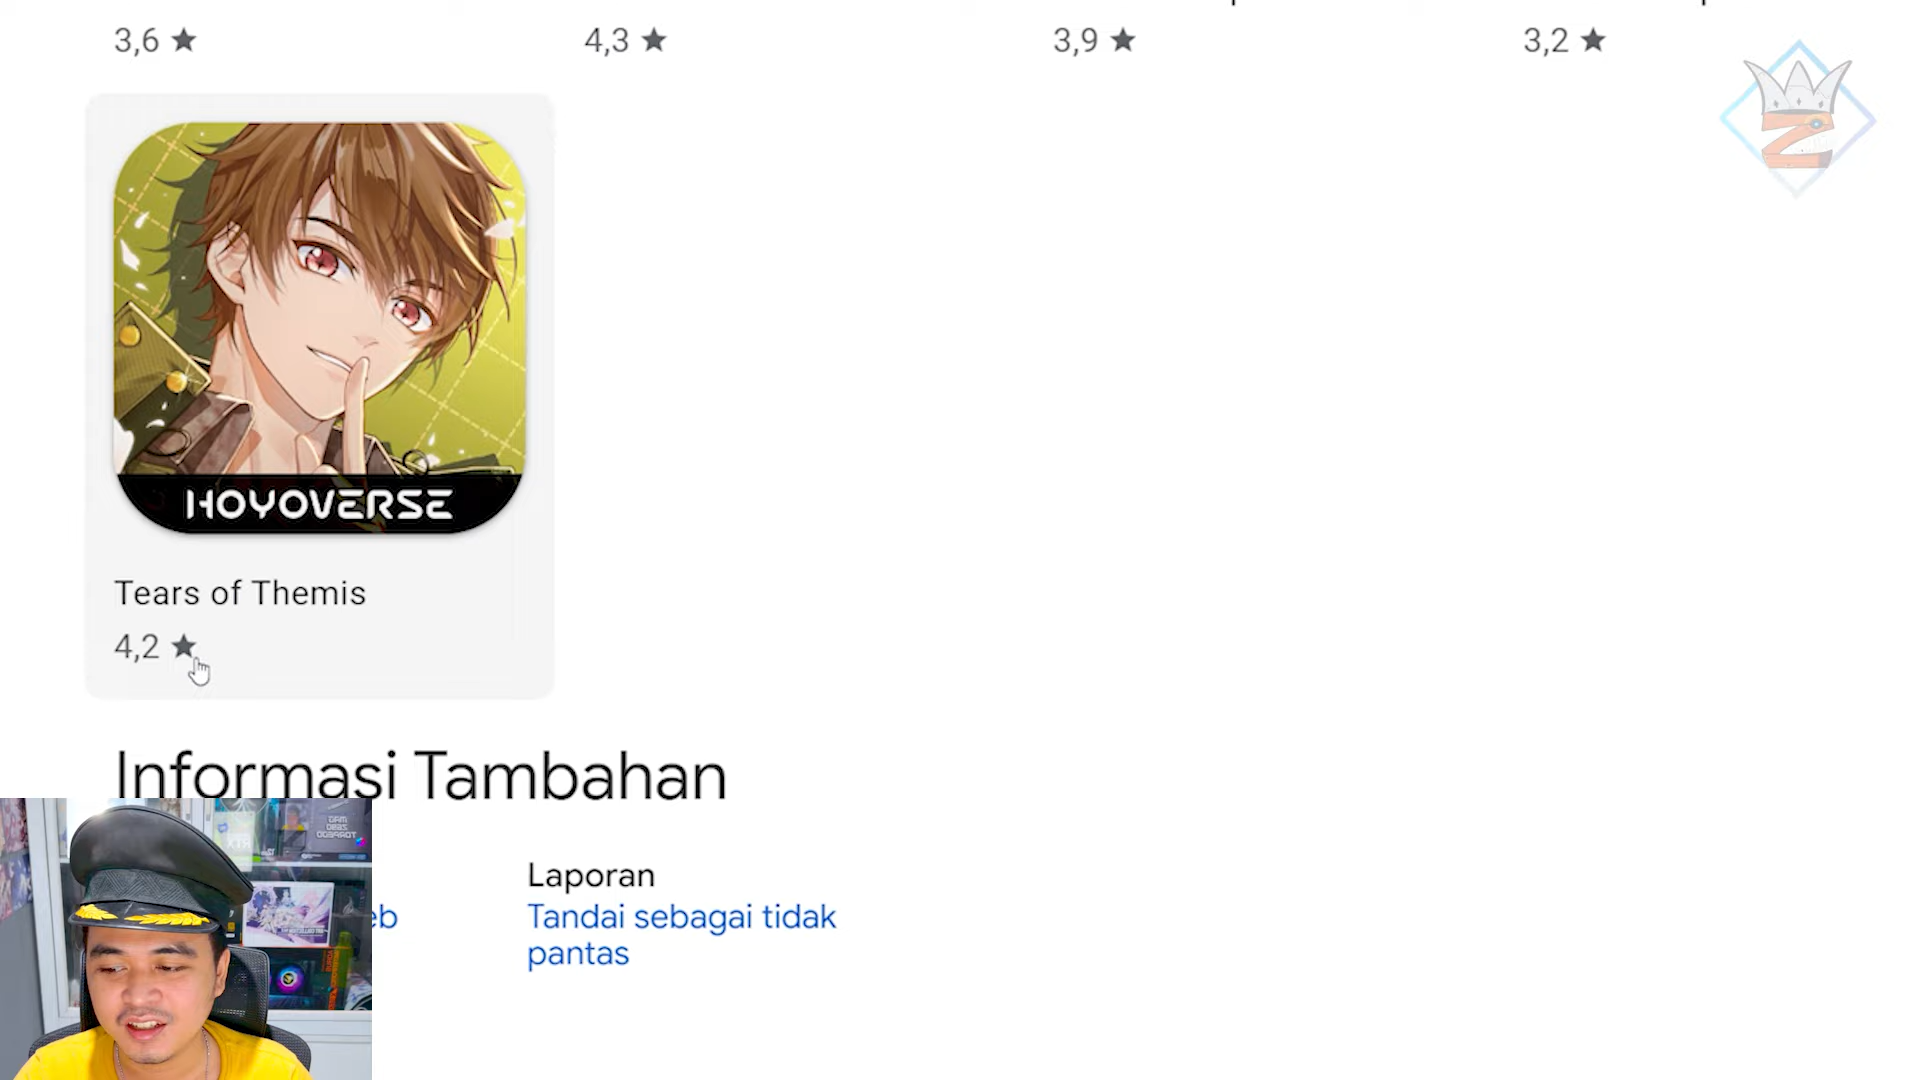 3,6 ★
4,3 ★
3,9 ★
3,2 ★
HOYOVERSE
Tears of Themis
4,2 ★
Informasi Tambahan
Laporan
eb
Tandai sebagai tidak
pantas